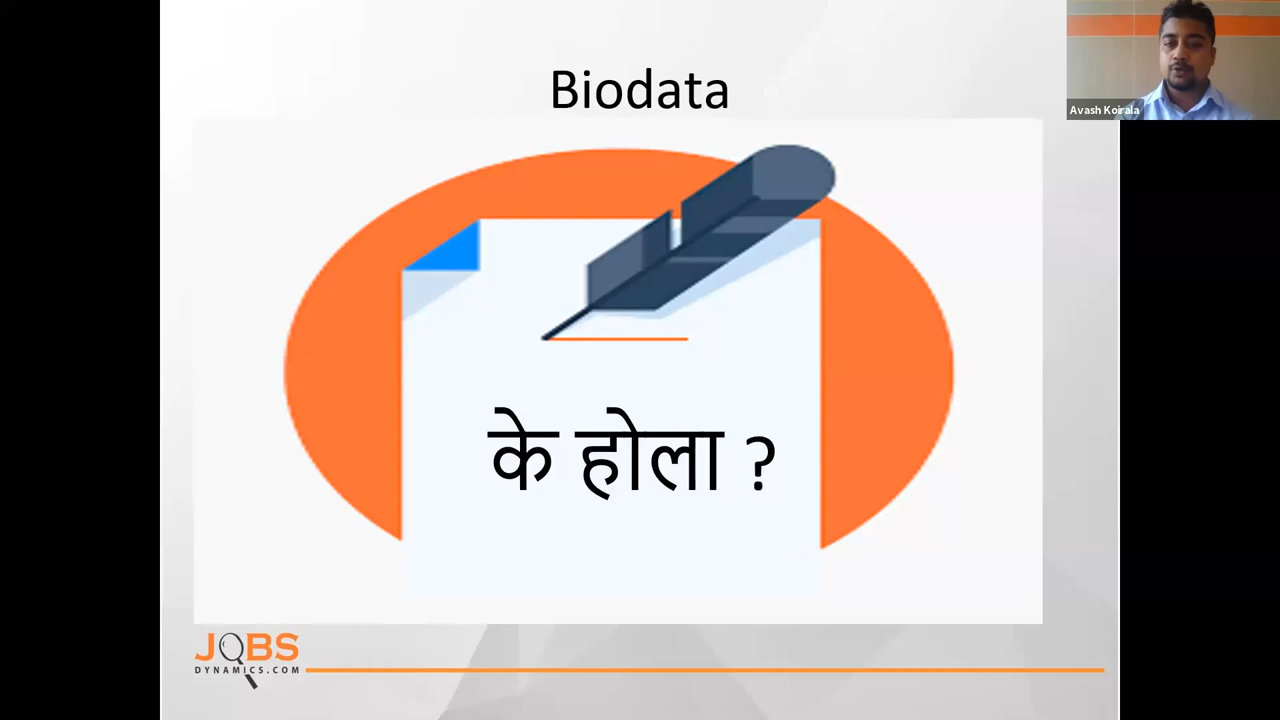 Biodata
Avash Koirala
के होला ?
JOBS
DYNAMICS.COM